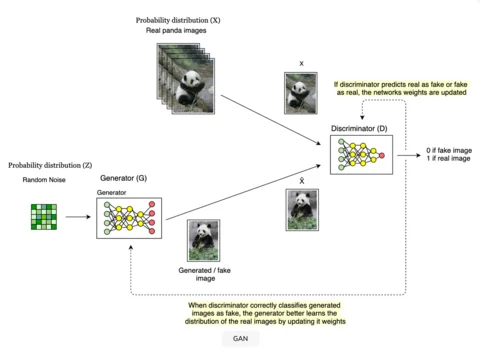 Probability distribution (X)
Real panda images
x
If discriminator predicts real as fake or fake
as real, the networks weights are updated
Discriminator (D)
0 if fake image
1 if real image
Probability distribution (Z)
Random Noise
Generator (G)
Generator
x̂
Generated / fake
image
When discriminator correctly classifies generated
images as fake, the generator better learns the
distribution of the real images by updating it weights
GAN